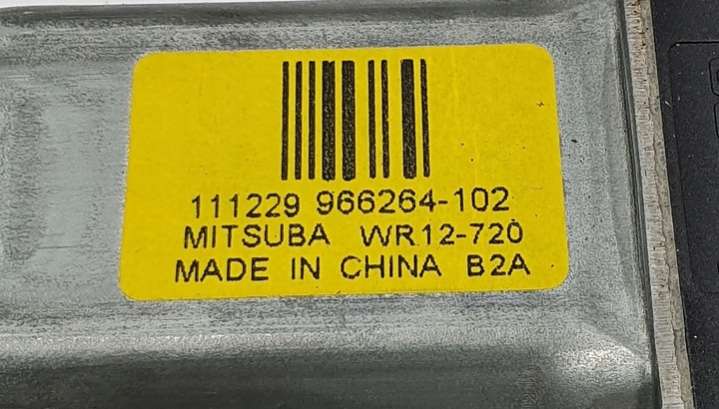 111229 966264-102
MITSUBA WR12-720
MADE IN CHINA B2A